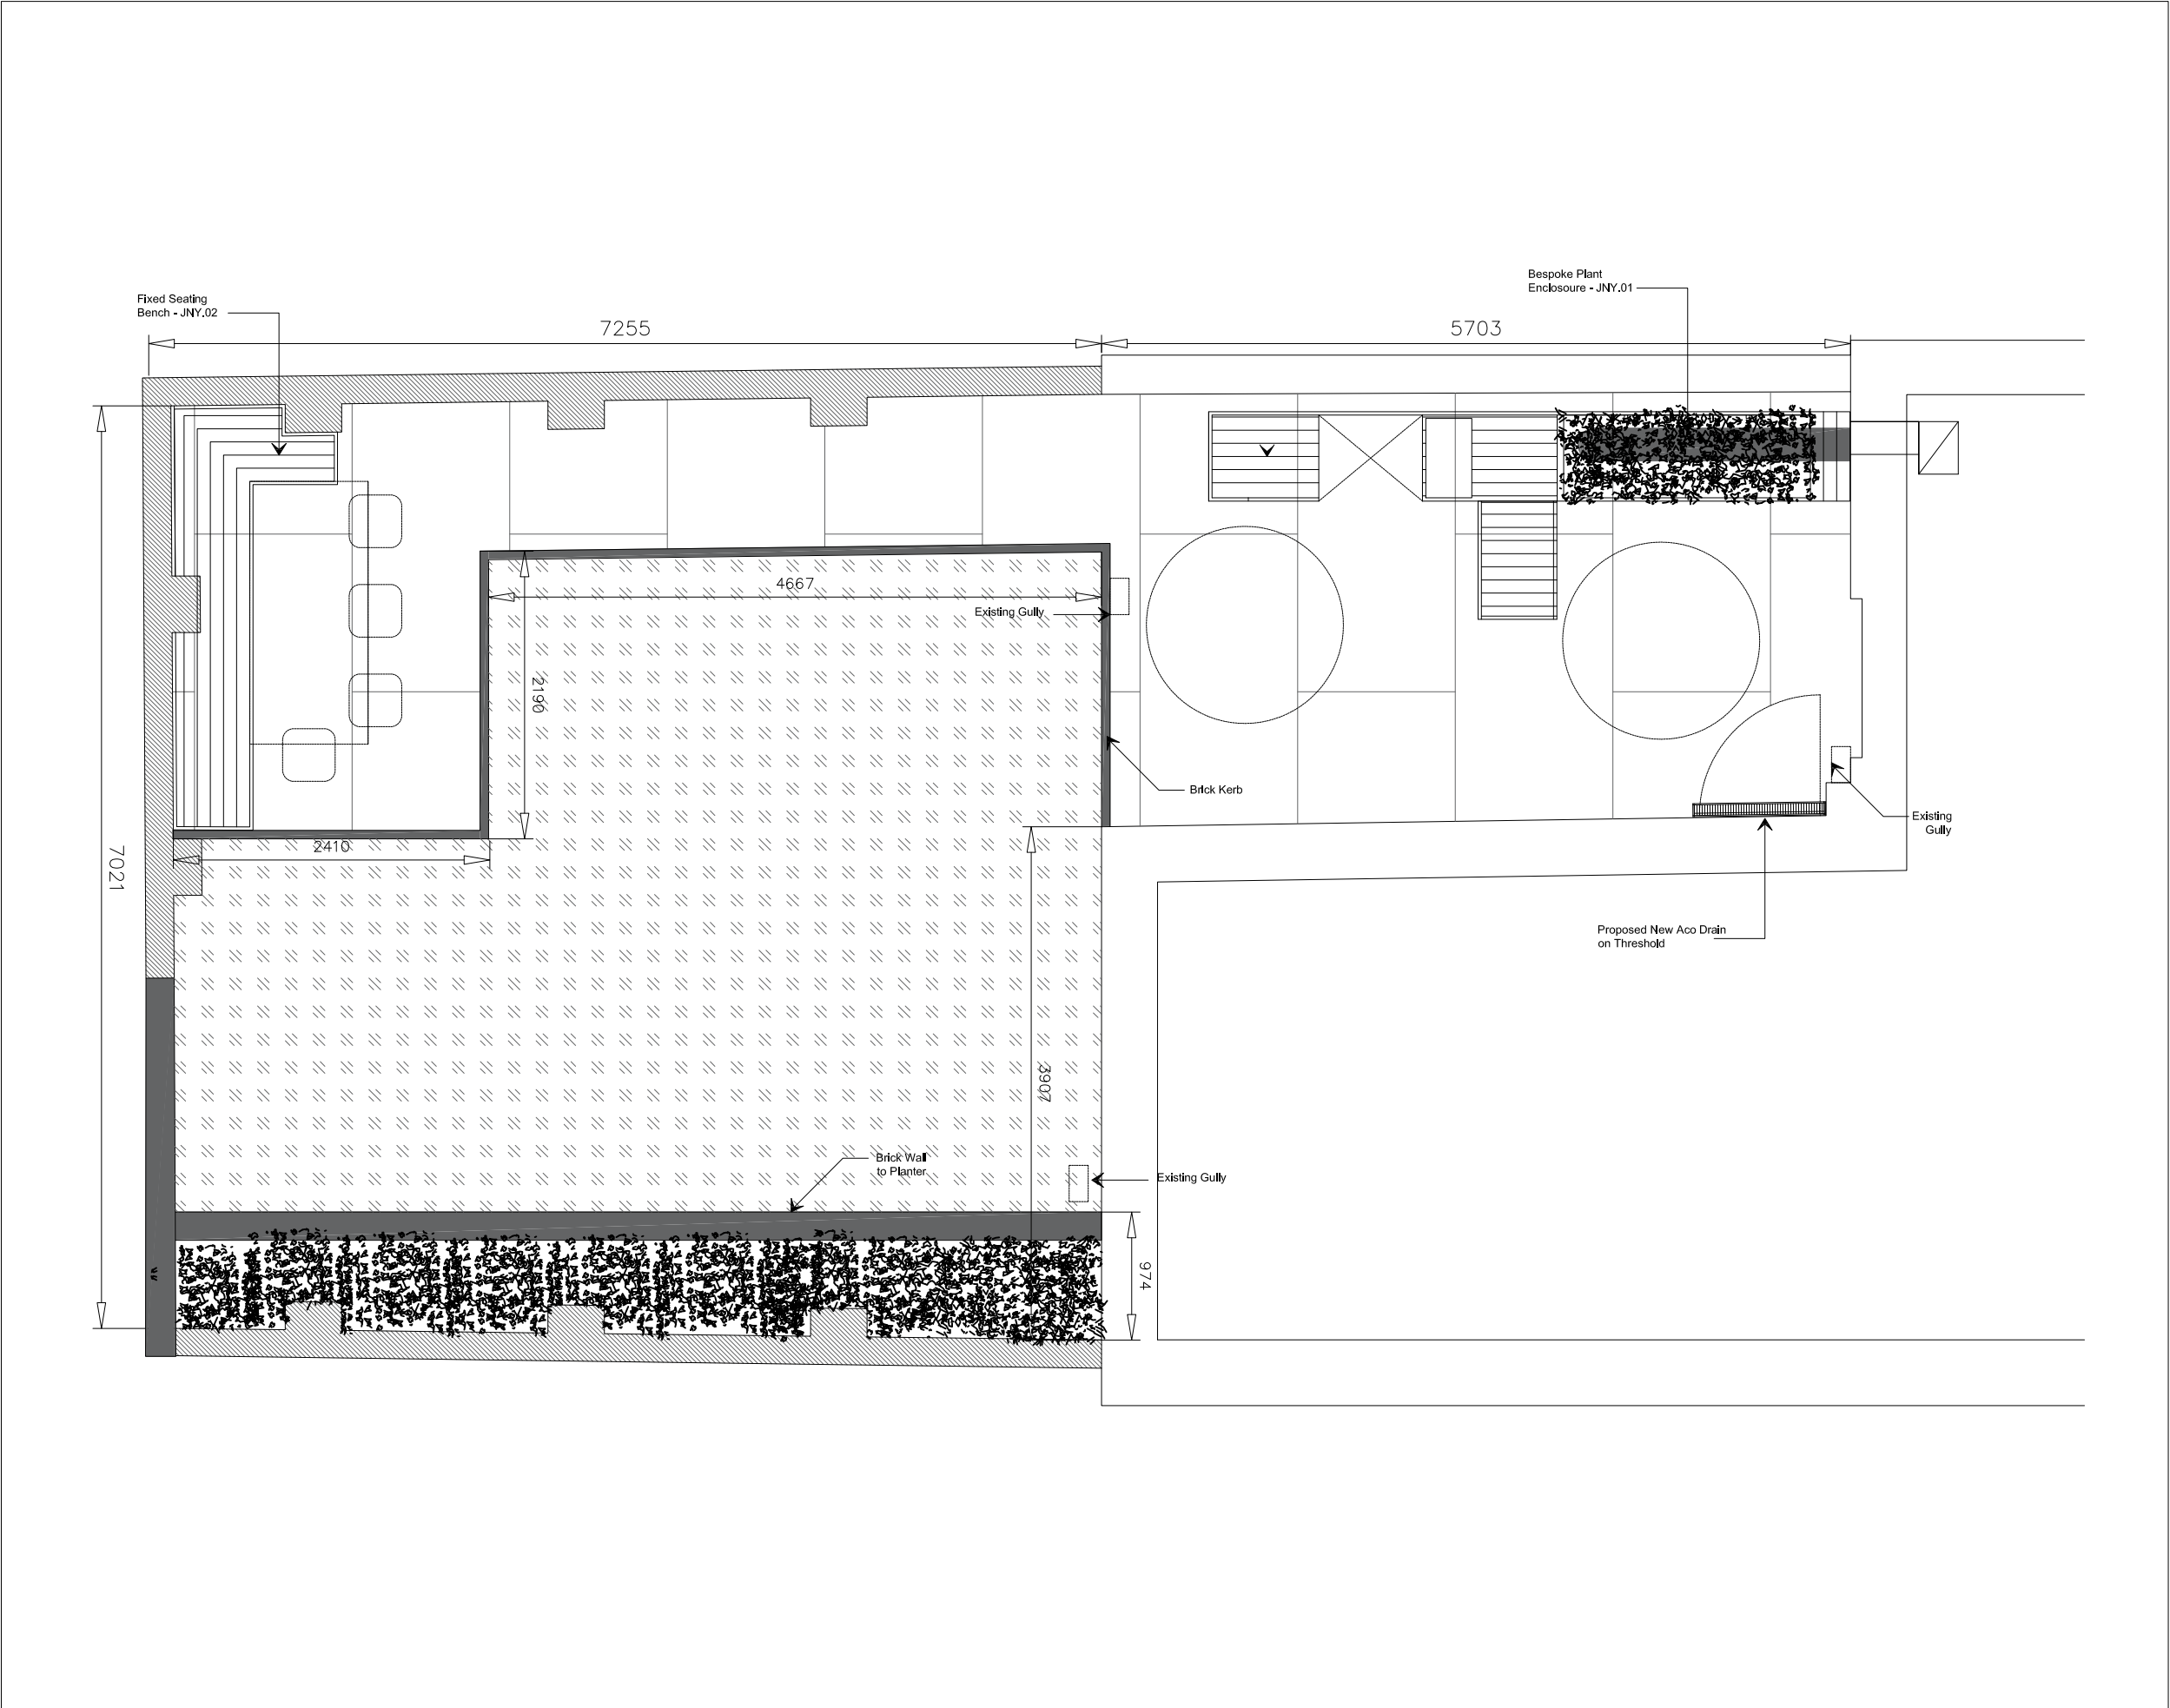 Bespoke Plant
Enclosoure - JNY.01
Fixed Seating
Bench - JNY.02
7255
5703
4667
Existing Gully
2190
Brick Kerb
Existing
Gully
2410
7021
Proposed New Aco Drain
on Threshold
3907
Brick Wall
to Planter
Existing Gully
974